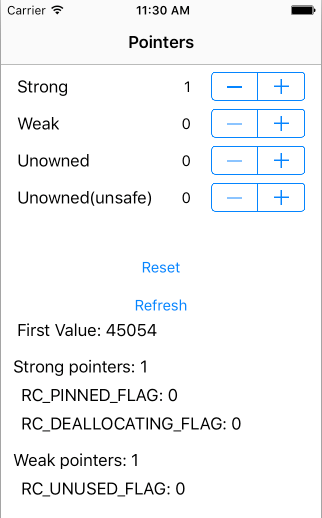 Carrier 11:30 AM
Pointers
Strong 1
Weak 0
Unowned 0
Unowned(unsafe) 0
Reset
Refresh
First Value: 45054
Strong pointers: 1
RC_PINNED_FLAG: 0
RC_DEALLOCATING_FLAG: 0
Weak pointers: 1
RC_UNUSED_FLAG: 0